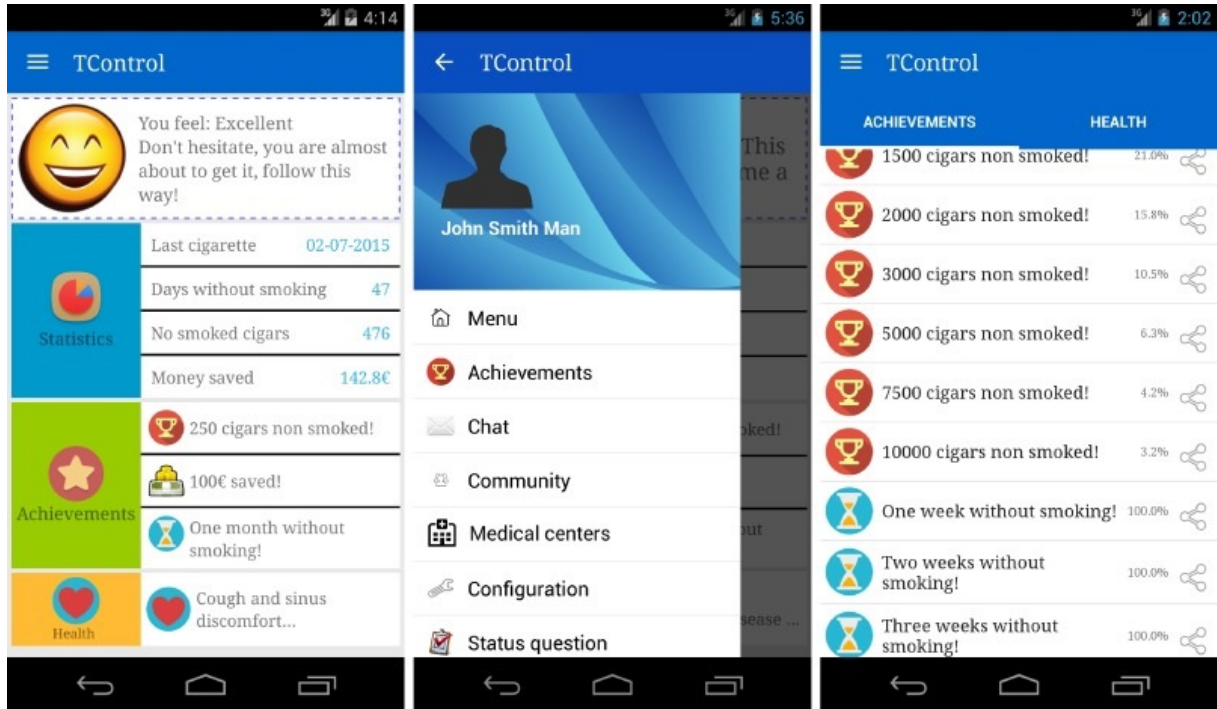 3G 4:14
TControl
You feel: Excellent
Don't hesitate, you are almost
about to get it, follow this
way!
Statistics
Last cigarette 02-07-2015
Days without smoking 47
No smoked cigars 476
Money saved 142.8€
Achievements
250 cigars non smoked!
100€ saved!
One month without
smoking!
Health
Cough and sinus
discomfort...
3G 5:36
TControl
This
me a
John Smith Man
Menu
Achievements
Chat
oked!
Community
Medical centers
out
Configuration
sease ...
Status question
3G 2:02
TControl
ACHIEVEMENTS HEALTH
1500 cigars non smoked! 21.0%
2000 cigars non smoked! 15.8%
3000 cigars non smoked! 10.5%
5000 cigars non smoked! 6.3%
7500 cigars non smoked! 4.2%
10000 cigars non smoked! 3.2%
One week without smoking! 100.0%
Two weeks without
smoking! 100.0%
Three weeks without
smoking! 100.0%